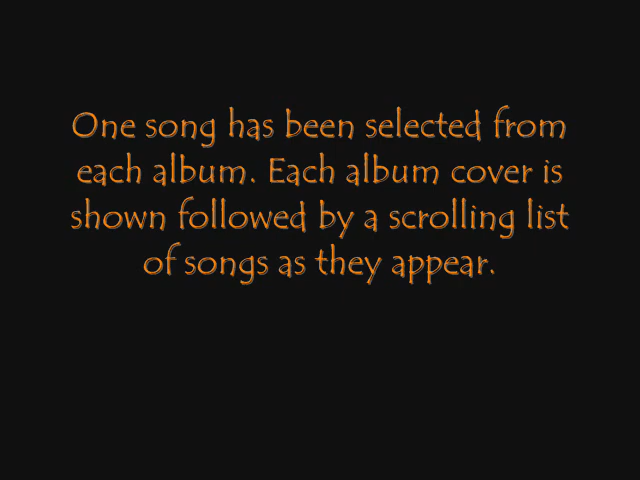 One song has been selected from
each album. Each album cover is
shown followed by a scrolling list
of songs as they appear.